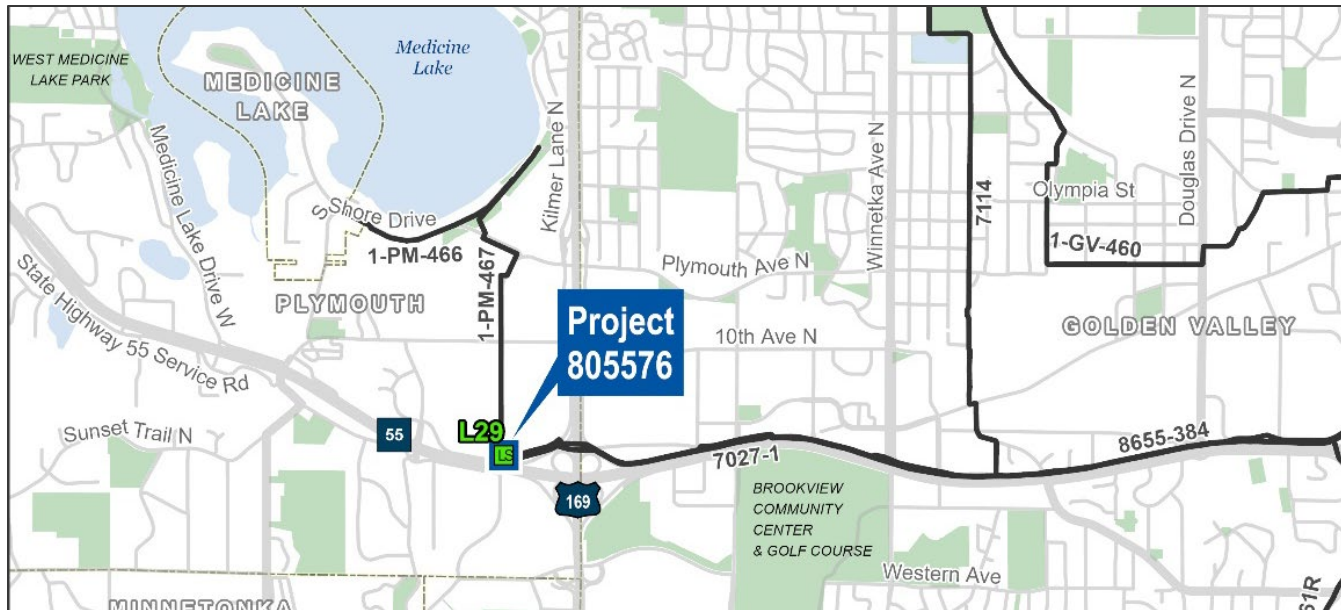 WEST MEDICINE
LAKE PARK
MEDICINE
LAKE
Medicine
Lake
Medicine Lake Drive W
S Shore Drive
1-PM-466
1-PM-467
Kilmer Lane N
Plymouth Ave N
10th Ave N
Winnetka Ave N
7114
Olympia St
Douglas Drive N
1-GV-460
GOLDEN VALLEY
PLYMOUTH
Project
805576
State Highway 55 Service Rd
Sunset Trail N
55
L29
LS
169
7027-1
8655-384
BROOKVIEW
COMMUNITY
CENTER
& GOLF COURSE
Western Ave
MINNETONKA